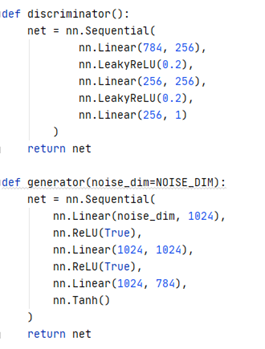 def discriminator():
    net = nn.Sequential(
            nn.Linear(784, 256),
            nn.LeakyReLU(0.2),
            nn.Linear(256, 256),
            nn.LeakyReLU(0.2),
            nn.Linear(256, 1)
        )
    return net

def generator(noise_dim=NOISE_DIM):
    net = nn.Sequential(
        nn.Linear(noise_dim, 1024),
        nn.ReLU(True),
        nn.Linear(1024, 1024),
        nn.ReLU(True),
        nn.Linear(1024, 784),
        nn.Tanh()
    )
    return net